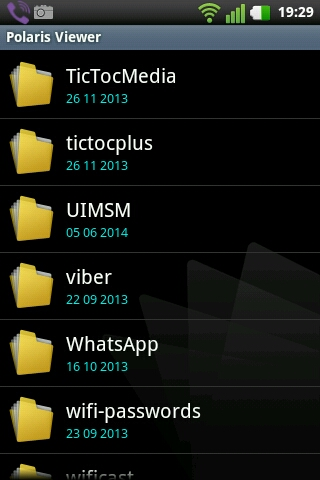 19:29
Polaris Viewer
TicTocMedia
26 11 2013
tictocplus
26 11 2013
UIMSM
05 06 2014
viber
22 09 2013
WhatsApp
16 10 2013
wifi-passwords
23 09 2013
wificast